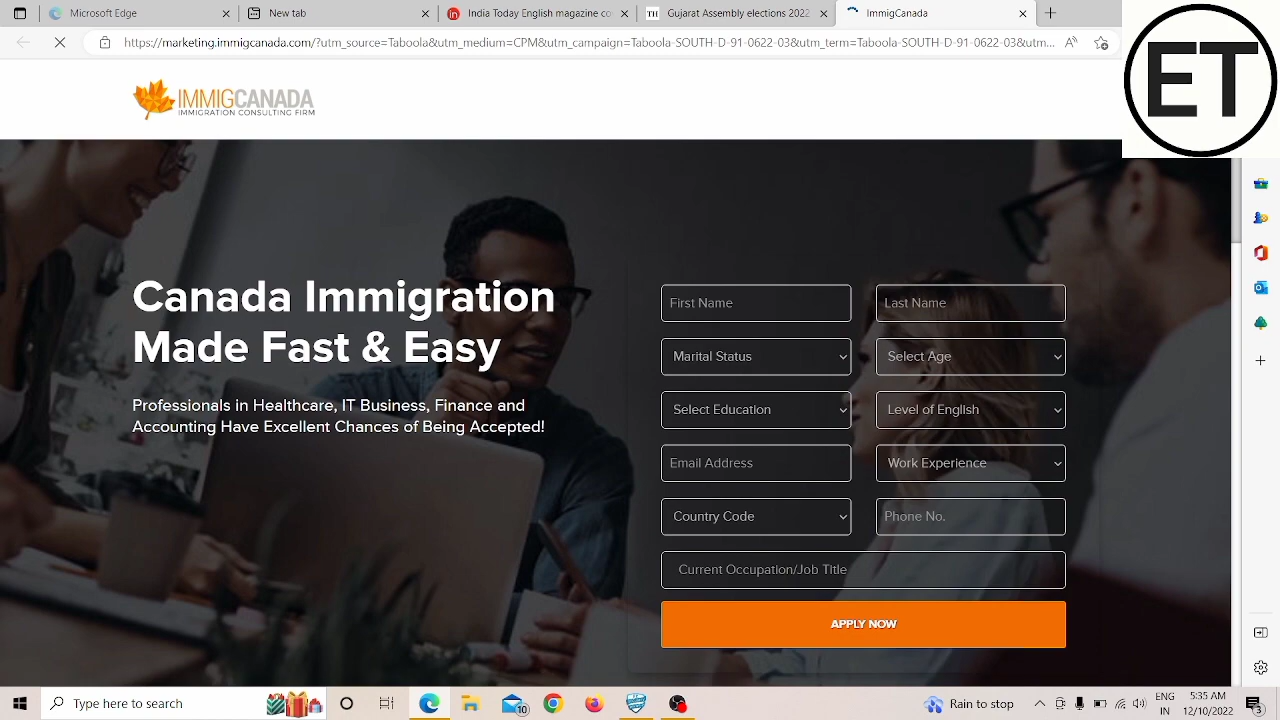 Microsoft Edge
New tab
India Today English magazine co
Gujarat Assembly elections 2022
ImmigCanada
https://marketing.immigcanada.com/?utm_source=Taboola&utm_medium=CPM&utm_campaign=Taboola-SOUTH-D-91-0622-03&utm_term=Taboola-SOUTH-D-91-0622-03&utm...
ET
IMMIGCANADA
IMMIGRATION CONSULTING FIRM
Canada Immigration
Made Fast & Easy
Professionals in Healthcare, IT Business, Finance and
Accounting Have Excellent Chances of Being Accepted!
First Name
Last Name
Marital Status
Select Age
Select Education
Level of English
Email Address
Work Experience
Country Code
Phone No.
Current Occupation/Job Title
APPLY NOW
Type here to search
10
Rain to stop
ENG
IN
5:35 AM
12/10/2022
3